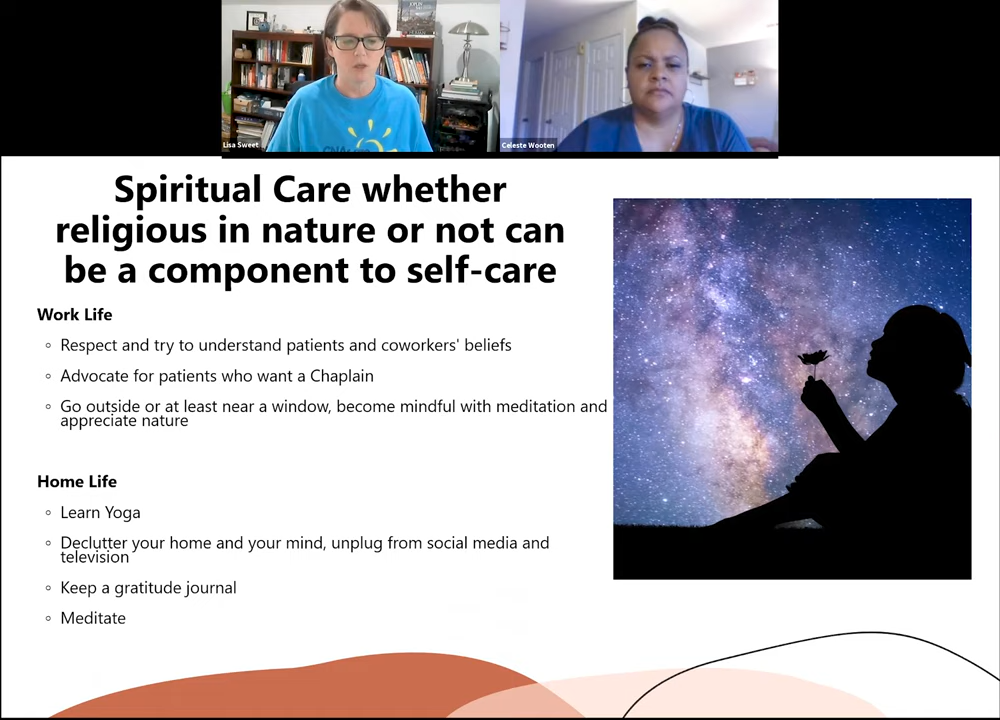 JOPLIN
Lisa Sweet
Celeste Wooten
Spiritual Care whether
religious in nature or not can
be a component to self-care
Work Life
Respect and try to understand patients and coworkers' beliefs
Advocate for patients who want a Chaplain
Go outside or at least near a window, become mindful with meditation and
appreciate nature
Home Life
Learn Yoga
Declutter your home and your mind, unplug from social media and
television
Keep a gratitude journal
Meditate